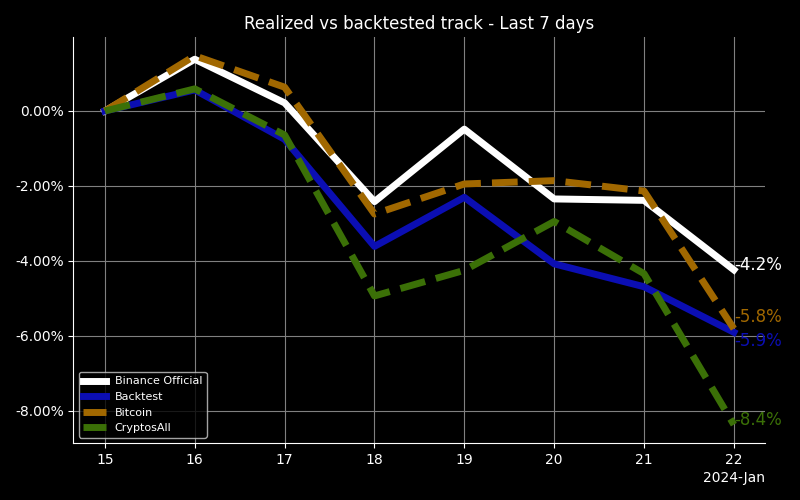 Realized vs backtested track - Last 7 days
0.00%
-2.00%
-4.00%
-6.00%
-8.00%
-4.2%
-5.8%
-5.9%
-8.4%
Binance Official
Backtest
Bitcoin
CryptosAll
15 16 17 18 19 20 21 22
2024-Jan